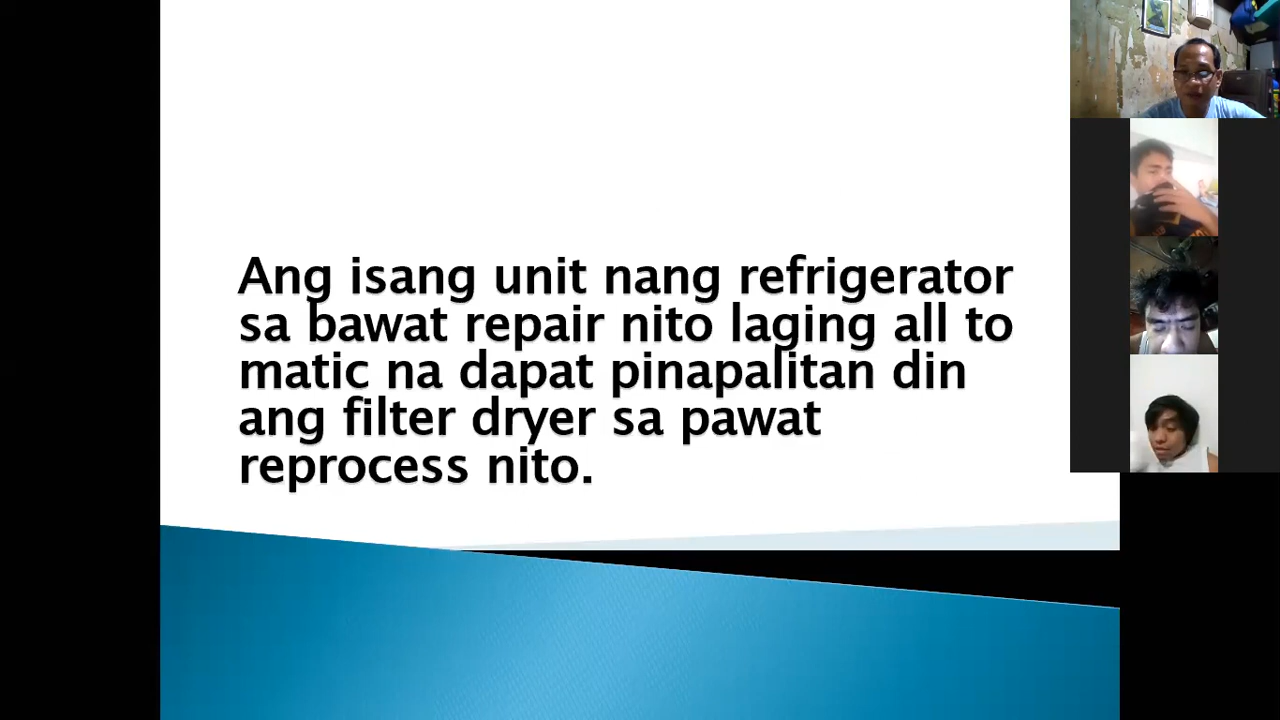 Ang isang unit nang refrigerator
sa bawat repair nito laging all to
matic na dapat pinapalitan din
ang filter dryer sa pawat
reprocess nito.